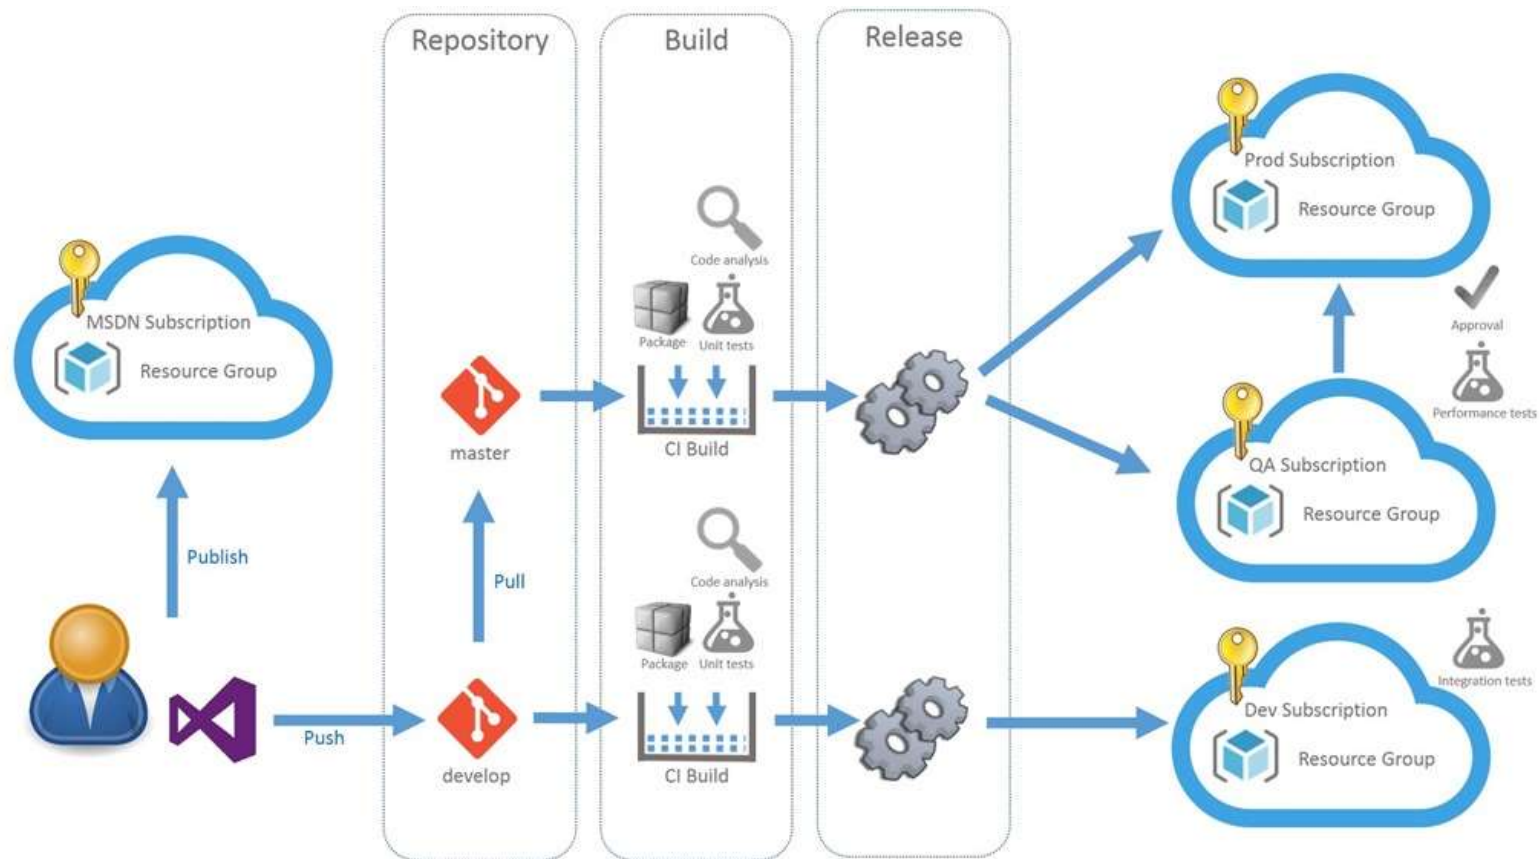 Repository
Build
Release
Prod Subscription
Resource Group
Code analysis
Package
Unit tests
MSDN Subscription
Resource Group
Approval
Performance tests
master
CI Build
QA Subscription
Resource Group
Publish
Pull
Code analysis
Package
Unit tests
Integration tests
Dev Subscription
Resource Group
Push
develop
CI Build